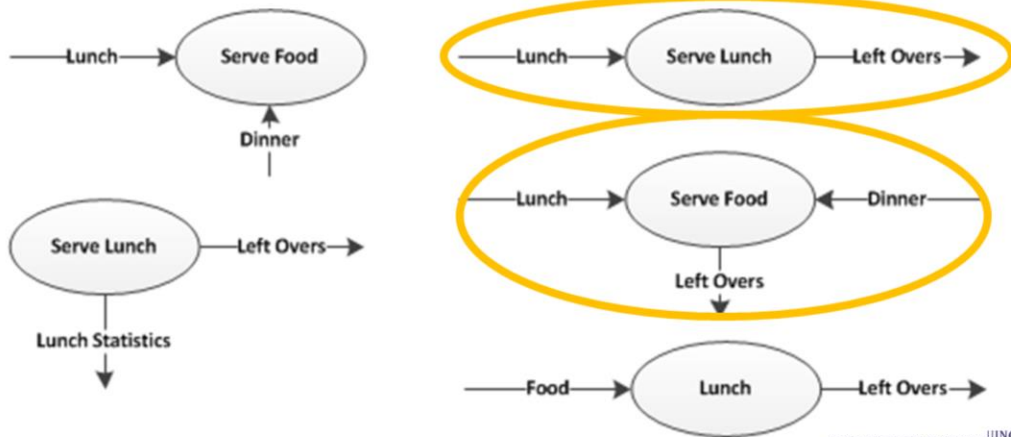 Lunch
Serve Food
Dinner
Serve Lunch
Left Overs
Lunch Statistics
Lunch
Serve Lunch
Left Overs
Lunch
Serve Food
Dinner
Left Overs
Food
Lunch
Left Overs